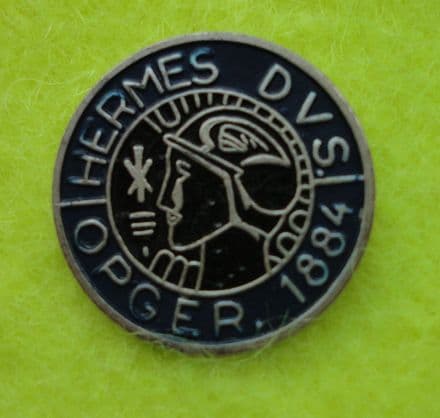 HERMES D V S.
OPGER. 1884